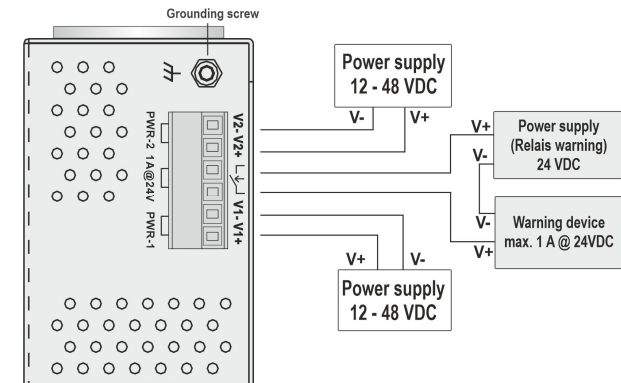 Grounding screw
Power supply
12 - 48 VDC
V-
V+
PWR-2 1A@24V PWR-1
V2- V2+
V1- V1+
V+
Power supply
(Relais warning)
24 VDC
V-
V-
Warning device
max. 1 A @ 24VDC
V+
V+
V-
Power supply
12 - 48 VDC